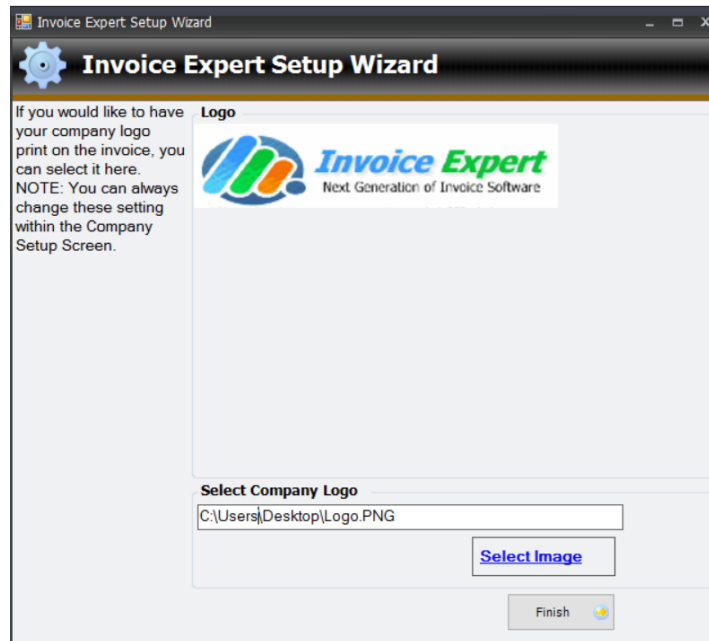 Invoice Expert Setup Wizard
Invoice Expert Setup Wizard
If you would like to have
your company logo
print on the invoice, you
can select it here.
NOTE: You can always
change these setting
within the Company
Setup Screen.
Logo
Invoice Expert
Next Generation of Invoice Software
Select Company Logo
C:\Users\Desktop\Logo.PNG
Select Image
Finish